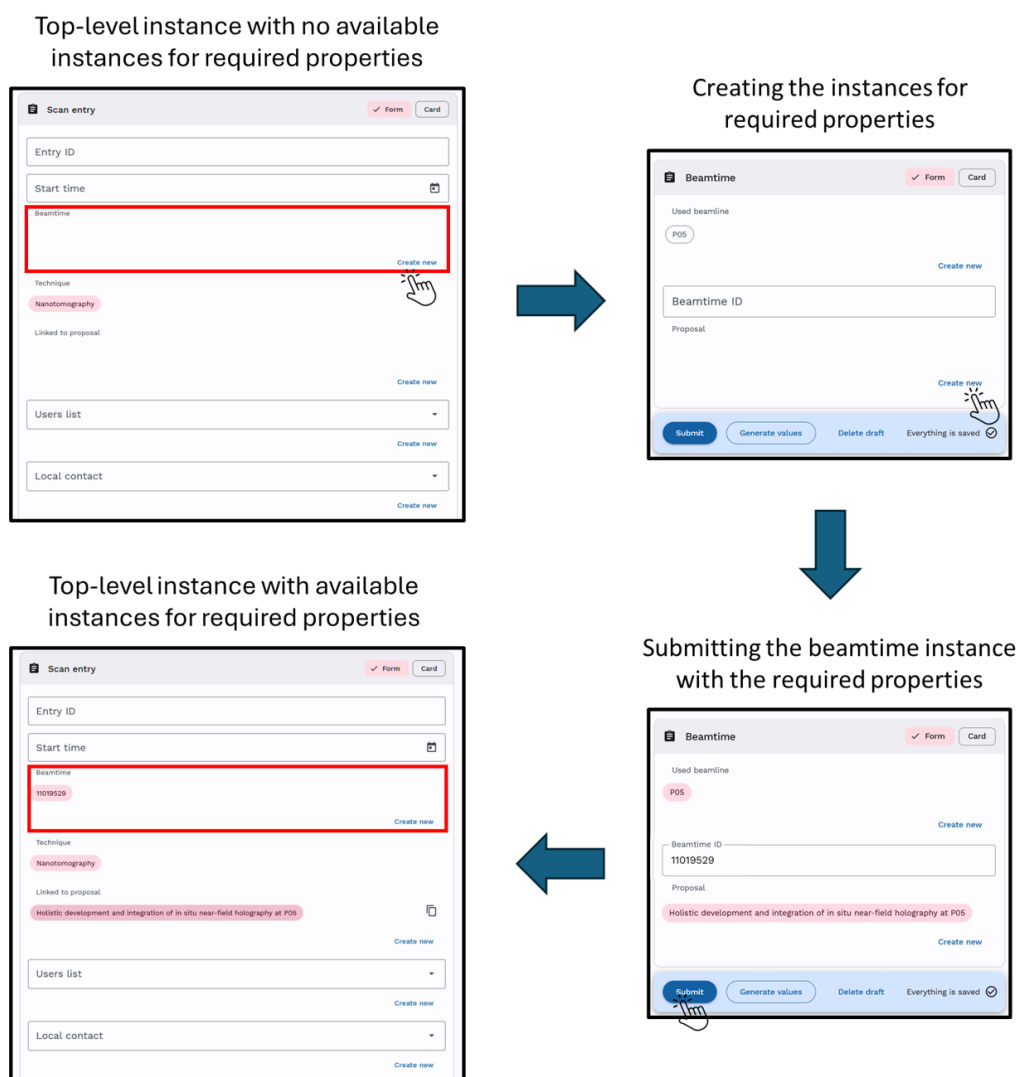 Top-level instance with no available
instances for required properties
Scan entry
Form
Card
Entry ID
Start time
Beamtime
Create new
Technique
Nanotomography
Linked to proposal
Create new
Users list
Create new
Local contact
Create new
Creating the instances for
required properties
Beamtime
Form
Card
Used beamline
P05
Create new
Beamtime ID
Proposal
Create new
Submit
Generate values
Delete draft
Everything is saved
Submitting the beamtime instance
with the required properties
Beamtime
Form
Card
Used beamline
P05
Create new
Beamtime ID
11019529
Proposal
Holistic development and integration of in situ near-field holography at P05
Create new
Submit
Generate values
Delete draft
Everything is saved
Top-level instance with available
instances for required properties
Scan entry
Form
Card
Entry ID
Start time
Beamtime
11019529
Create new
Technique
Nanotomography
Linked to proposal
Holistic development and integration of in situ near-field holography at P05
Create new
Users list
Create new
Local contact
Create new